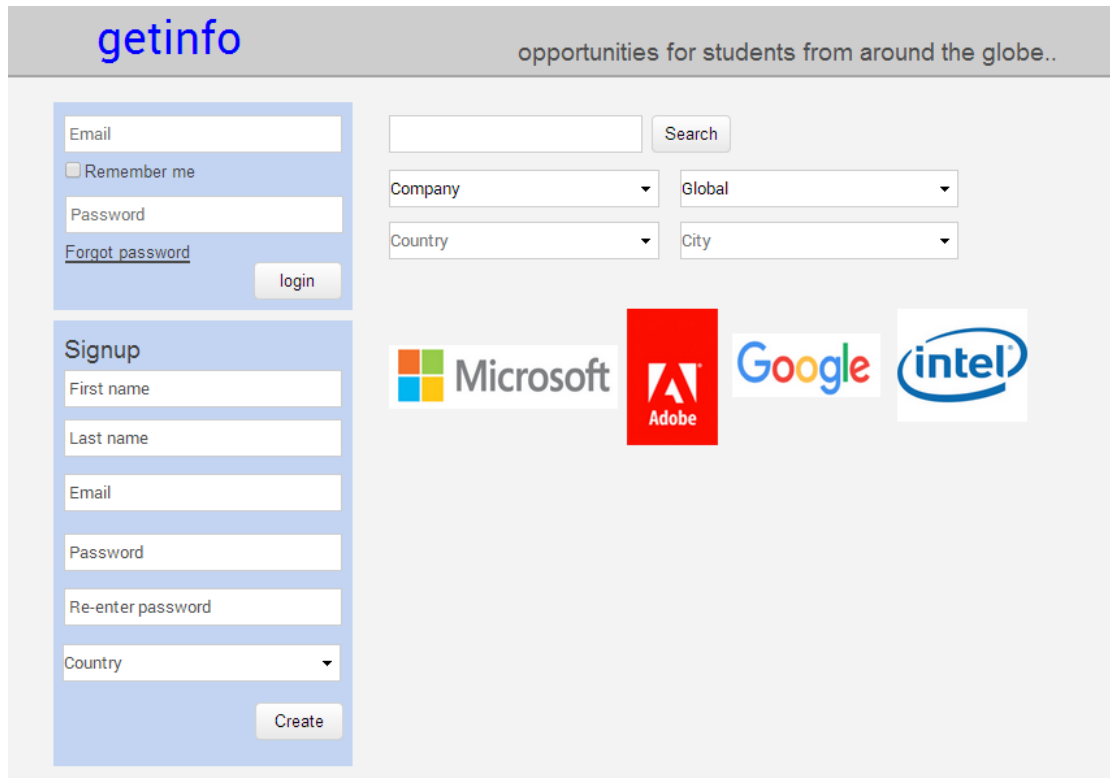 getinfo
opportunities for students from around the globe..
Email
Remember me
Password
Forgot password
login
Signup
First name
Last name
Email
Password
Re-enter password
Country
Create
Search
Company
Global
Country
City
Microsoft
Adobe
Google
intel